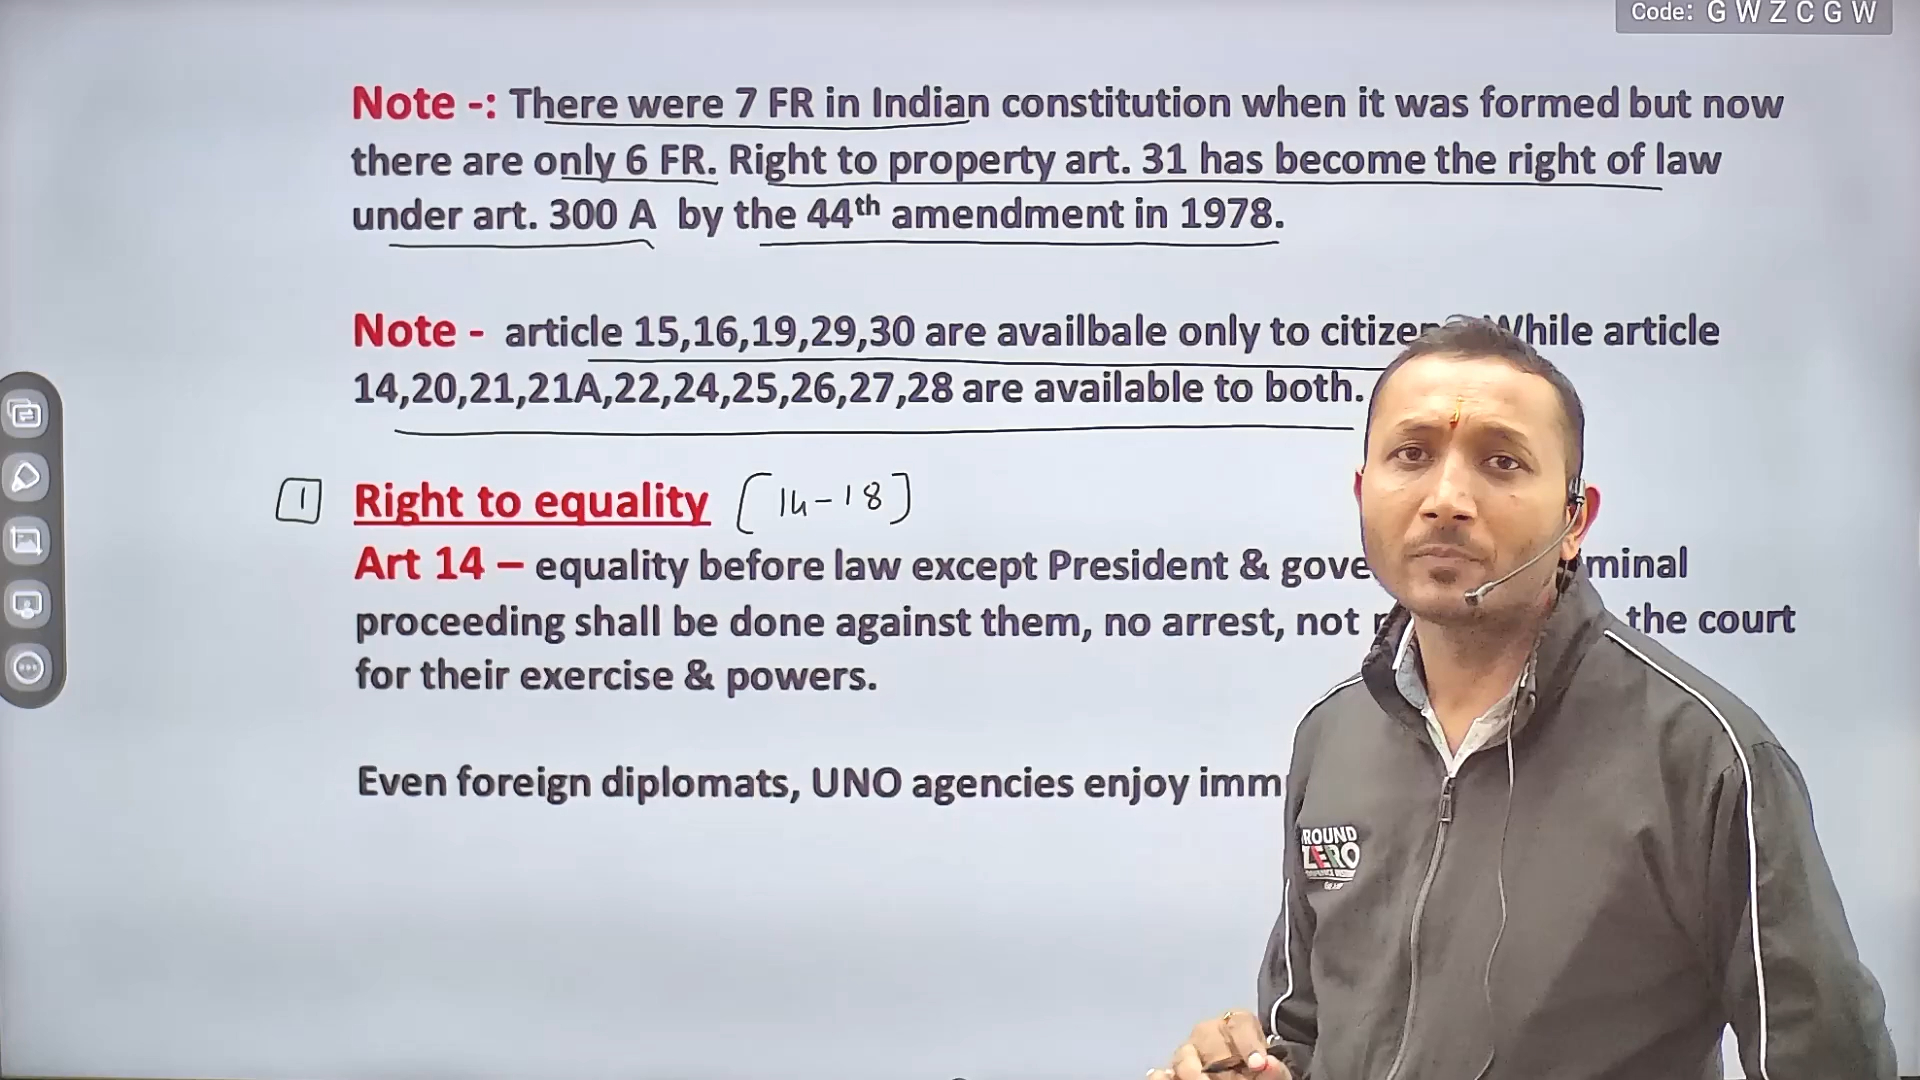 Code: G W Z C G W
Note -: There were 7 FR in Indian constitution when it was formed but now
there are only 6 FR. Right to property art. 31 has become the right of law
under art. 300 A by the 44th amendment in 1978.
Note - article 15,16,19,29,30 are availbale only to While article
14,20,21,21A,22,24,25,26,27,28 are available to both.
1 Right to equality [14-18]
Art 14 – equality before law except President &
proceeding shall be done against them, no arrest, not the court
for their exercise & powers.
Even foreign diplomats, UNO agencies enjoy
ROUND
ZERO